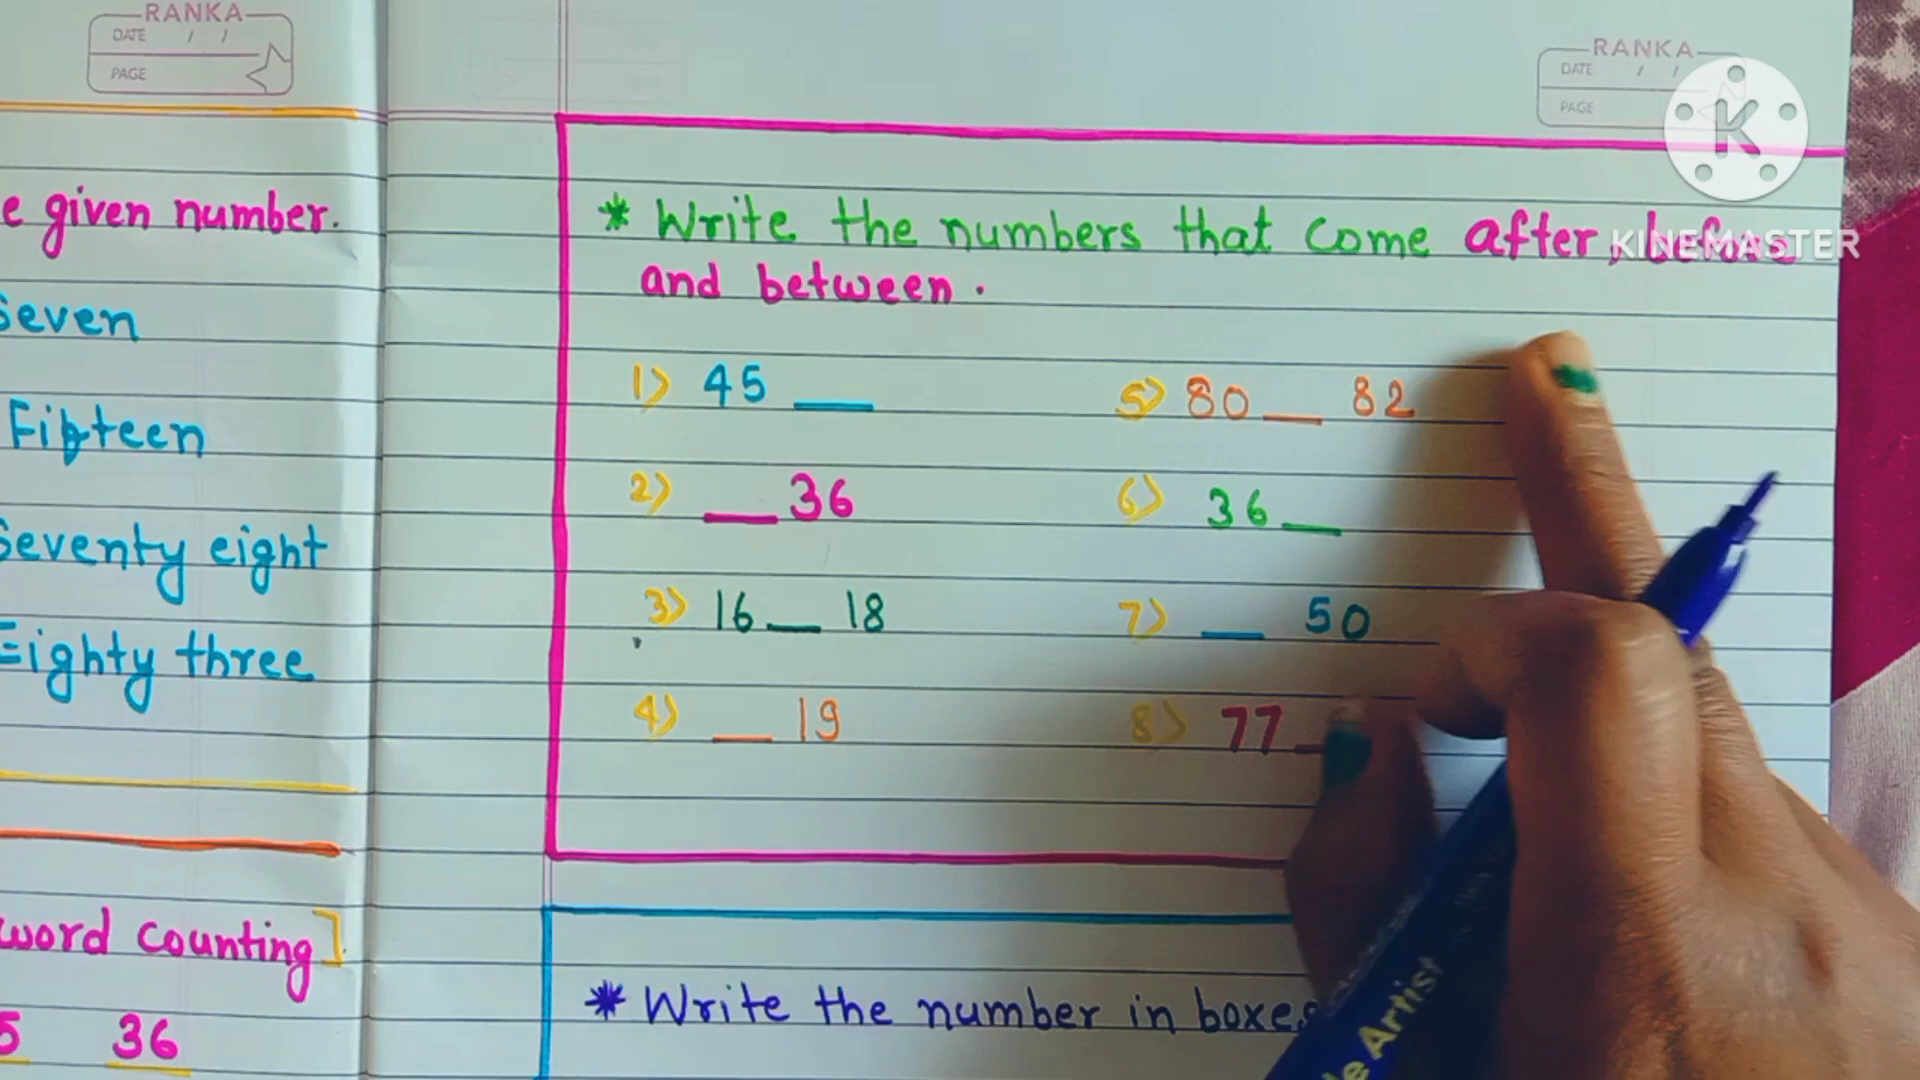 RANKA
DATE / /
PAGE
e given number.
Seven
Fifteen
Seventy eight
Eighty three
word counting]
5 36
RANKA
DATE / /
PAGE
K
KINEMASTER
* Write the numbers that come after, before
and between.
1) 45 __
2) __ 36
3) 16 __ 18
4) __ 19
5) 80 __ 82
6) 36 __
7) __ 50
8) 77 __
* Write the number in boxes
Artist